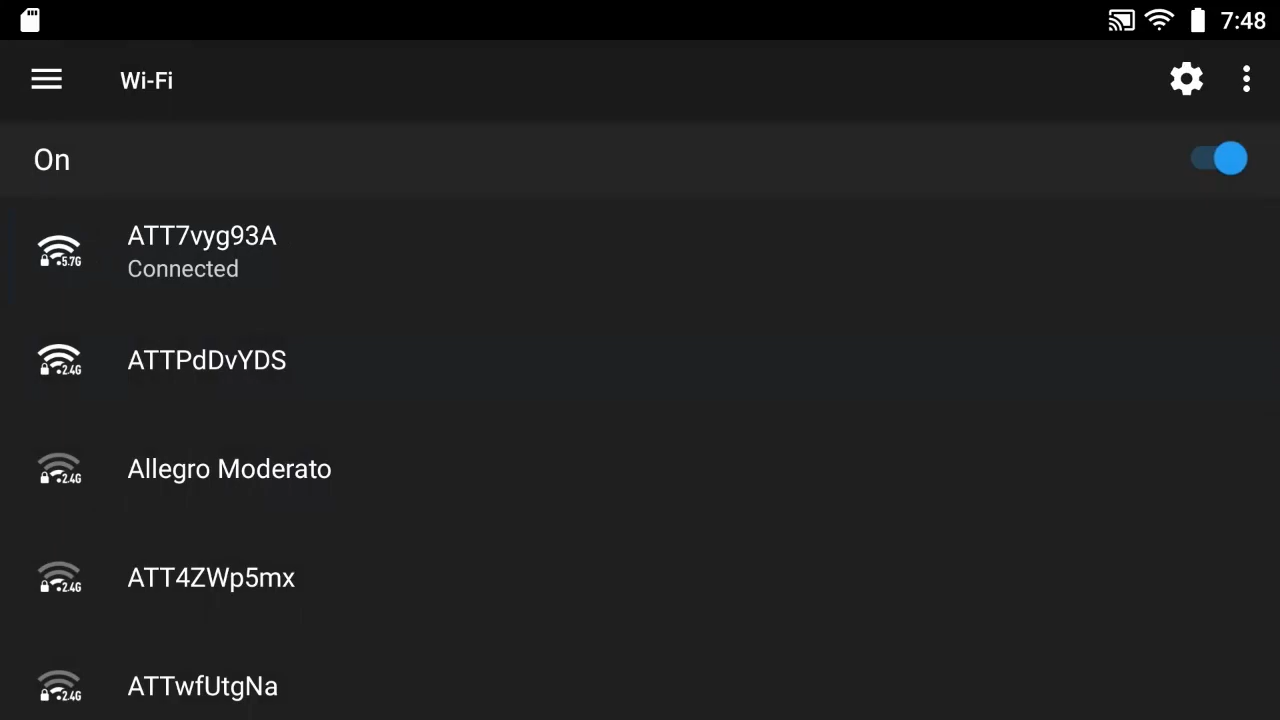 7:48
Wi-Fi
On
5.7G
ATT7vyg93A
Connected
2.4G
ATTPdDvYDS
2.4G
Allegro Moderato
2.4G
ATT4ZWp5mx
2.4G
ATTwfUtgNa